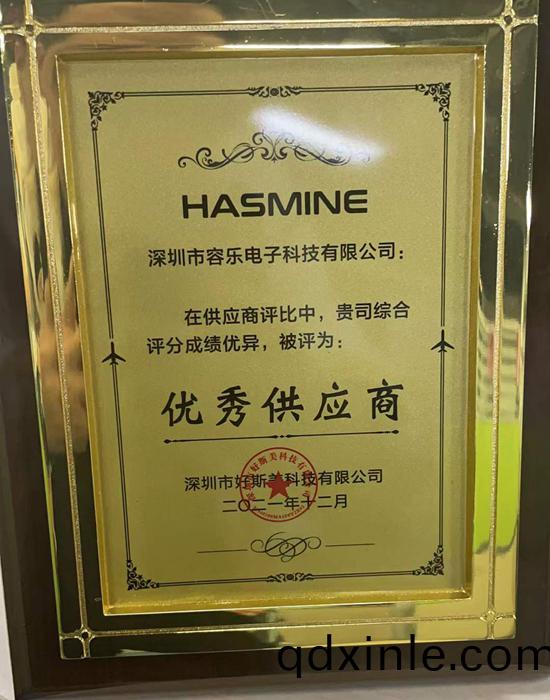 HASMINE
深圳市容乐电子科技有限公司：
在供应商评比中，贵司综合
评分成绩优异，被评为：
优秀供应商
深圳市好斯美科技有限公司
二〇二一年十二月
qdxinle.com